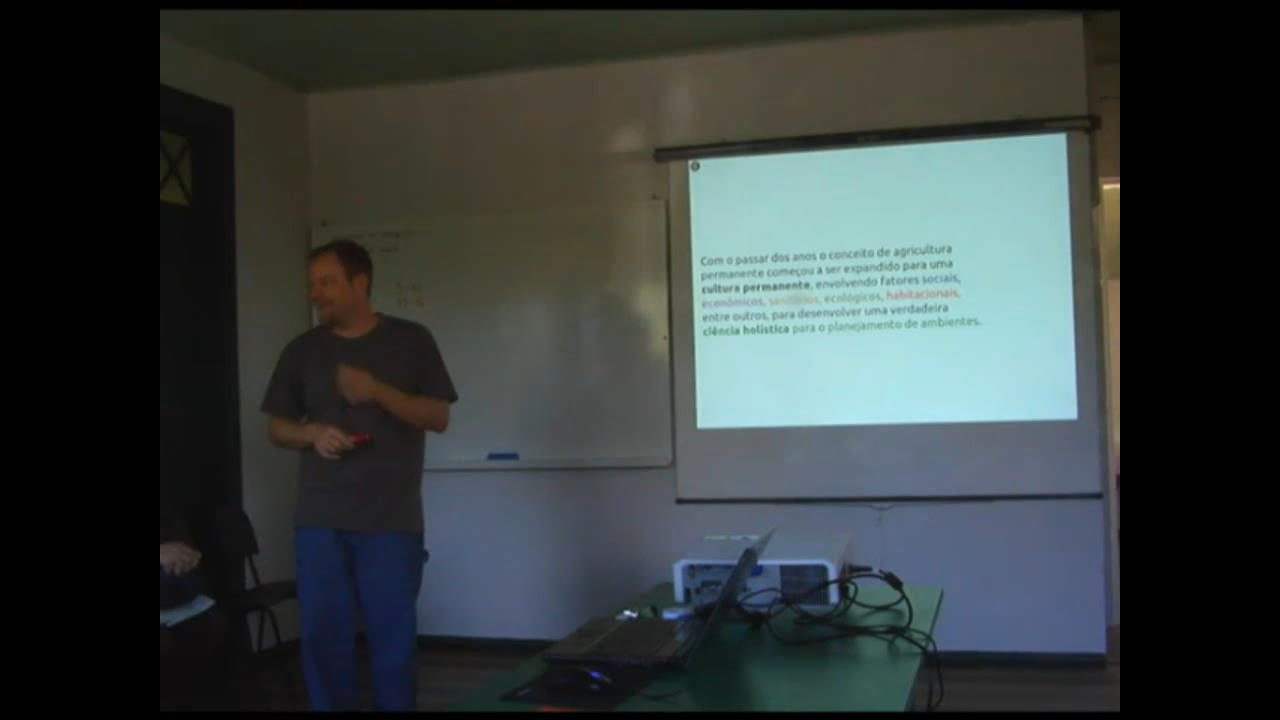 Com o passar dos anos o conceito de agricultura
permanente começou a ser expandido para uma
cultura permanente, envolvendo fatores sociais,
econômicos, sanitários, ecológicos, habitacionais,
entre outros, para desenvolver uma verdadeira
ciência holística para o planejamento de ambientes.